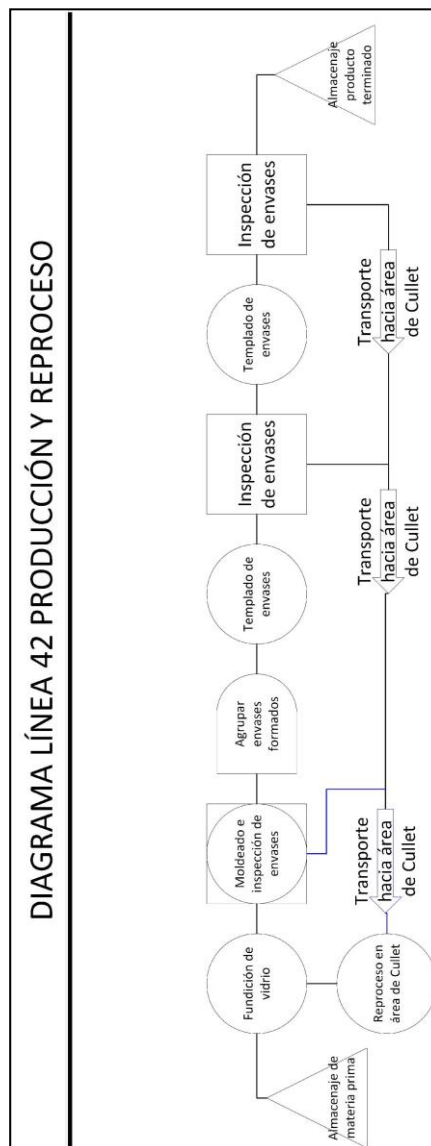 DIAGRAMA LÍNEA 42 PRODUCCIÓN Y REPROCESO
Almacenaje de
materia prima
Fundición de
vidrio
Moldeado e
inspección de
envases
Agrupar
envases
formados
Templado de
envases
Inspección
de envases
Templado de
envases
Inspección
de envases
Almacenaje
producto
terminado
Reproceso en
área de Cullet
Transporte
hacia área
de Cullet
Transporte
hacia área
de Cullet
Transporte
hacia área
de Cullet